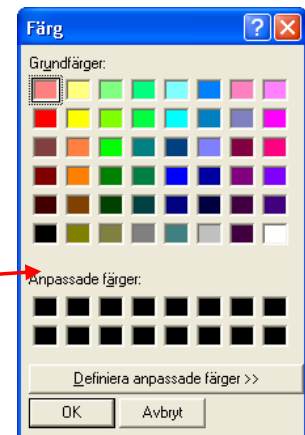 Färg
Grundfärger:
Anpassade färger:
Definiera anpassade färger >>
OK
Avbryt